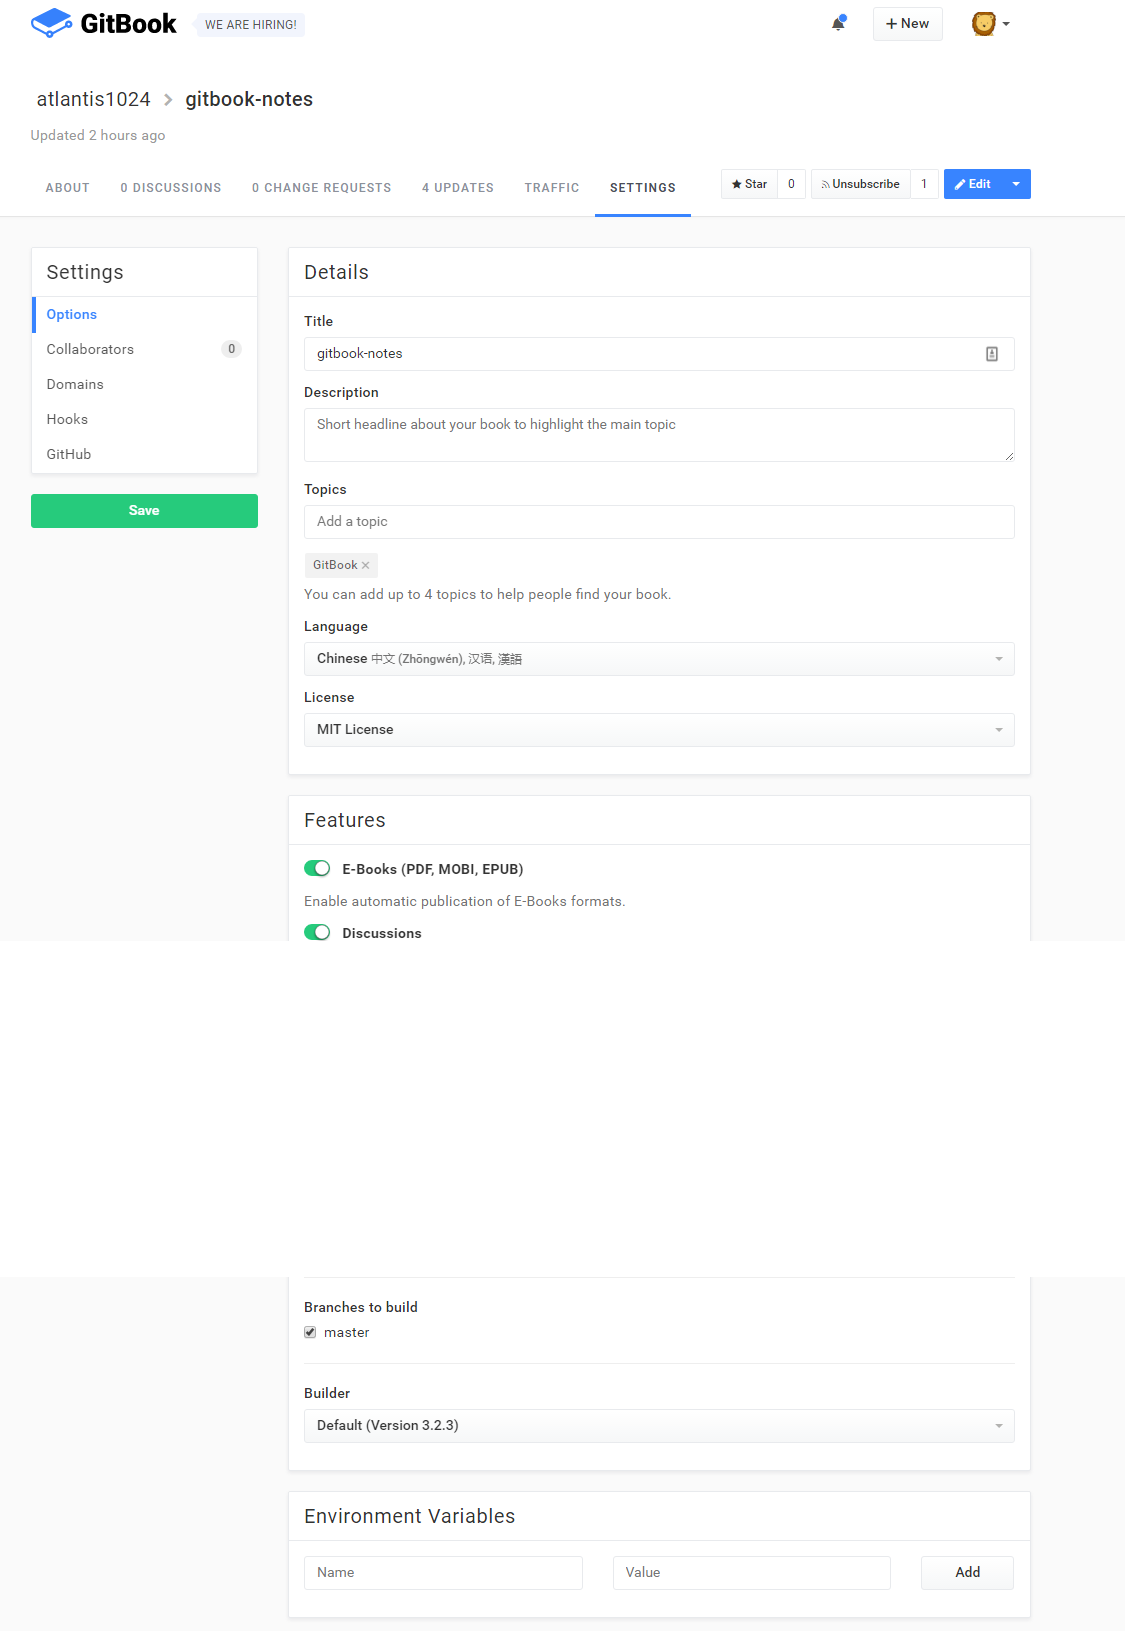 GitBook WE ARE HIRING! + New
atlantis1024 > gitbook-notes
Updated 2 hours ago
ABOUT 0 DISCUSSIONS 0 CHANGE REQUESTS 4 UPDATES TRAFFIC SETTINGS Star 0 Unsubscribe 1 Edit
Settings
Options
Collaborators 0
Domains
Hooks
GitHub
Save
Details
Title
gitbook-notes
Description
Short headline about your book to highlight the main topic
Topics
Add a topic
GitBook ×
You can add up to 4 topics to help people find your book.
Language
Chinese 中文 (Zhōngwén), 汉语, 漢語
License
MIT License
Features
E-Books (PDF, MOBI, EPUB)
Enable automatic publication of E-Books formats.
Discussions
Branches to build
master
Builder
Default (Version 3.2.3)
Environment Variables
Name Value Add